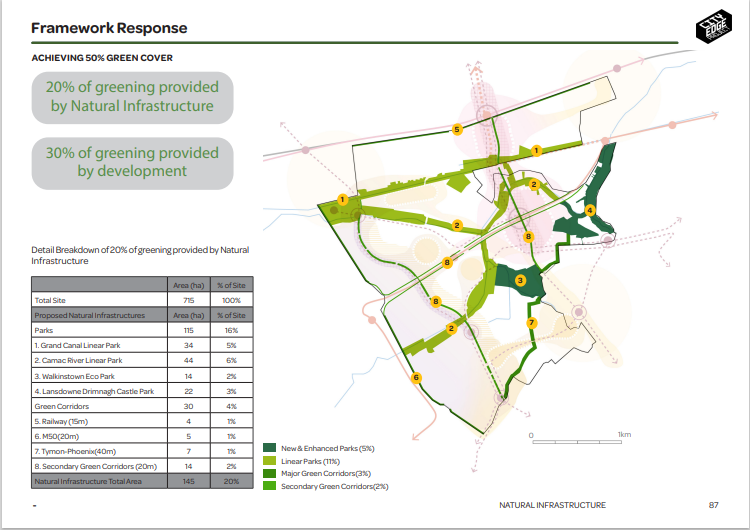 Framework Response
CITY
EDGE
ACHIEVING 50% GREEN COVER
20% of greening provided
by Natural Infrastructure
30% of greening provided
by development
Detail Breakdown of 20% of greening provided by Natural
Infrastructure
Area (ha) % of Site
Total Site 715 100%
Proposed Natural Infrastructures Area (ha) % of Site
Parks 115 16%
1. Grand Canal Linear Park 34 5%
2. Camac River Linear Park 44 6%
3. Walkinstown Eco Park 14 2%
4. Lansdowne Drimnagh Castle Park 22 3%
Green Corridors 30 4%
5. Railway (15m) 4 1%
6. M50(20m) 5 1%
7. Tymon-Phoenix(40m) 7 1%
8. Secondary Green Corridors (20m) 14 2%
Natural Infrastructure Total Area 145 20%
5
1
2
1
4
2
8
8
3
8
7
2
6
0 1km
New & Enhanced Parks (5%)
Linear Parks (11%)
Major Green Corridors(3%)
Secondary Green Corridors(2%)
-
NATURAL INFRASTRUCTURE 87